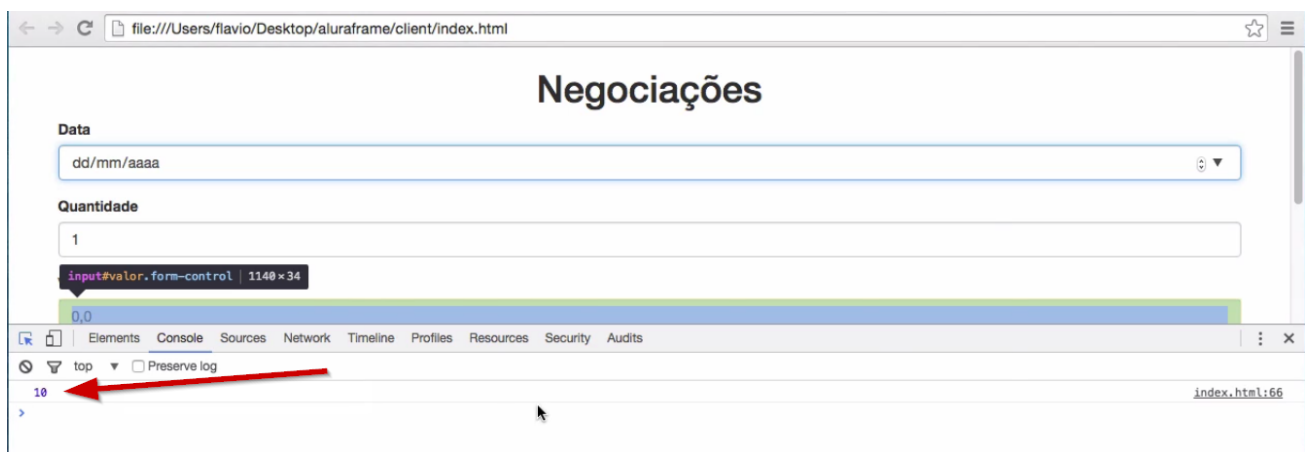 file:///Users/flavio/Desktop/aluraframe/client/index.html
Negociações
Data
dd/mm/aaaa
Quantidade
1
input#valor.form-control | 1140×34
0,0
Elements Console Sources Network Timeline Profiles Resources Security Audits
top Preserve log
10 index.html:66